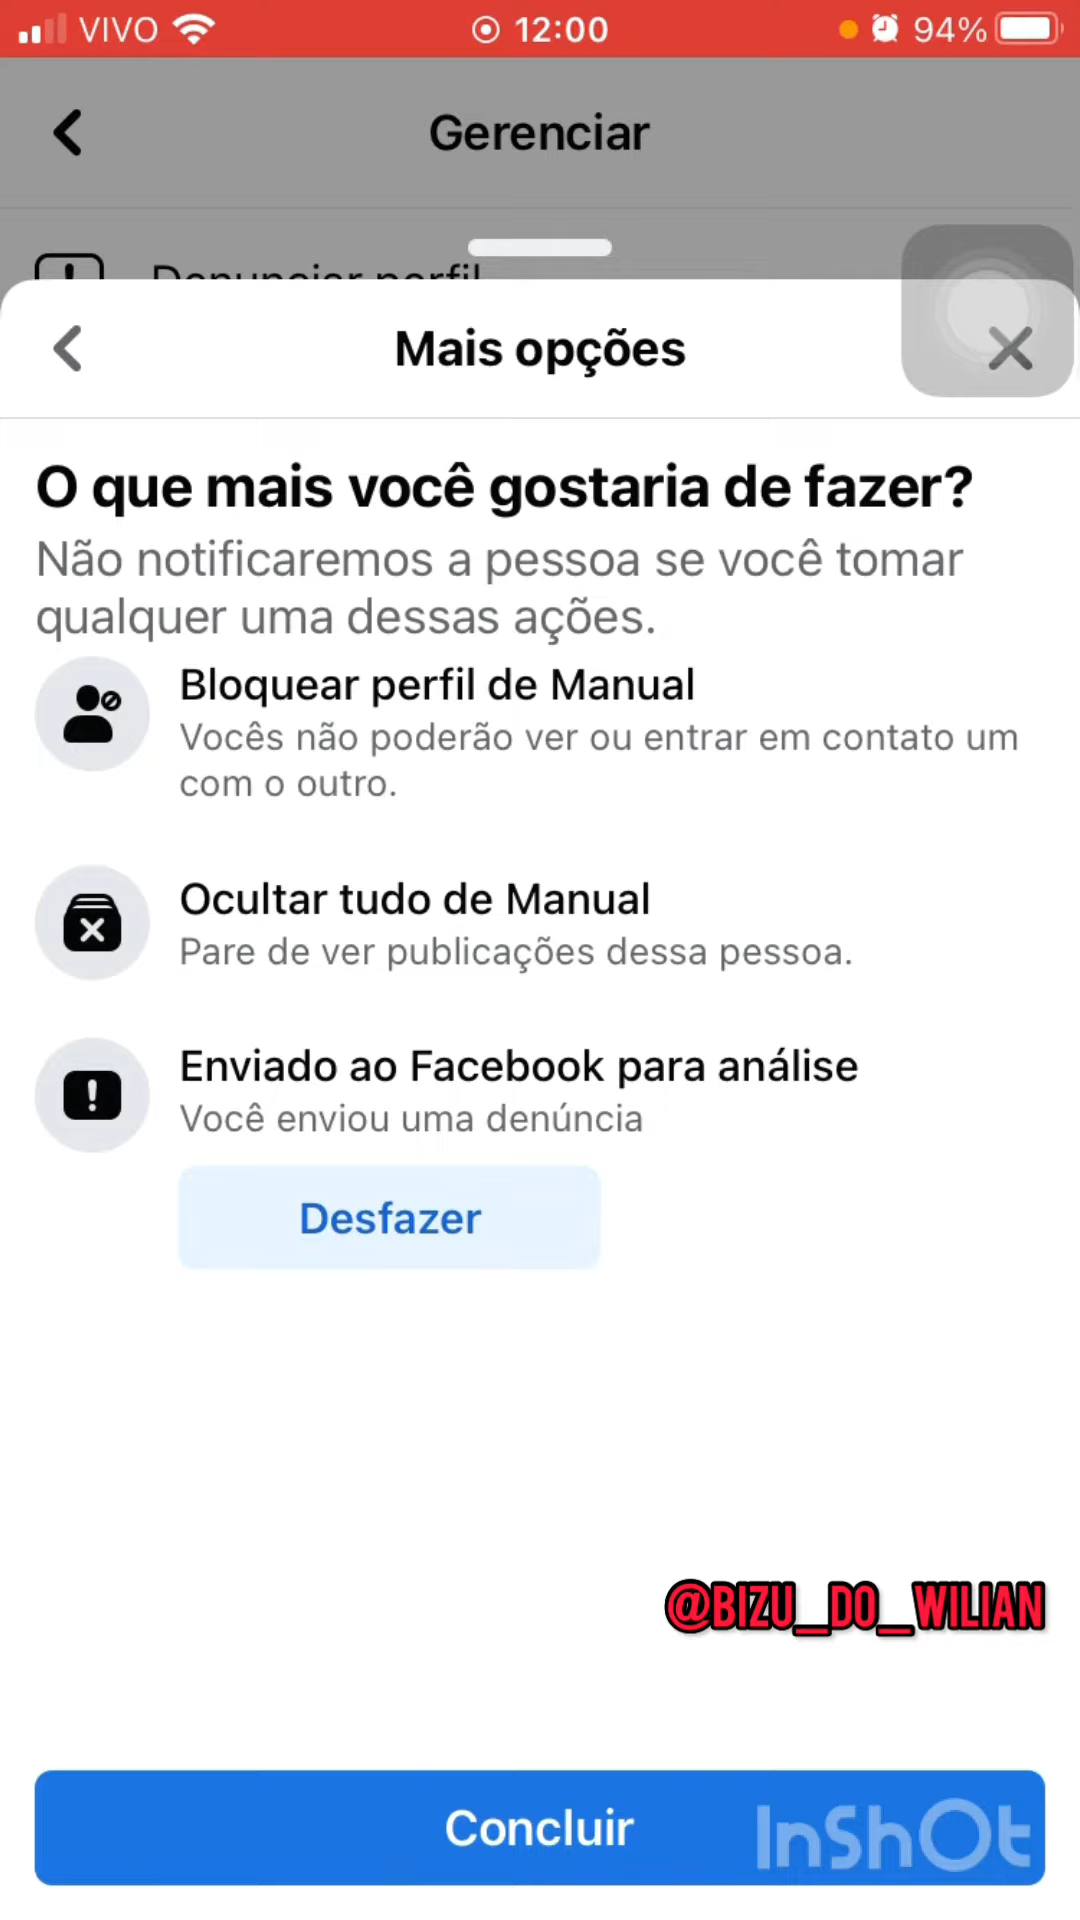 VIVO 12:00 94%
Gerenciar
Denunciar perfil
Mais opções
O que mais você gostaria de fazer?
Não notificaremos a pessoa se você tomar
qualquer uma dessas ações.
Bloquear perfil de Manual
Vocês não poderão ver ou entrar em contato um
com o outro.
Ocultar tudo de Manual
Pare de ver publicações dessa pessoa.
Enviado ao Facebook para análise
Você enviou uma denúncia
Desfazer
@BIZU_DO_WILIAN
Concluir
InShOt